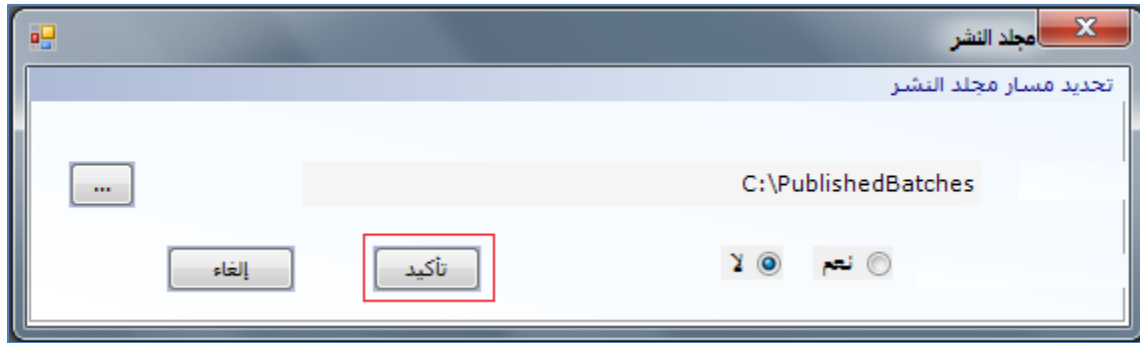 مجلد النشر
تحديد مسار مجلد النشر
C:\PublishedBatches ...
نعم لا تأكيد إلغاء